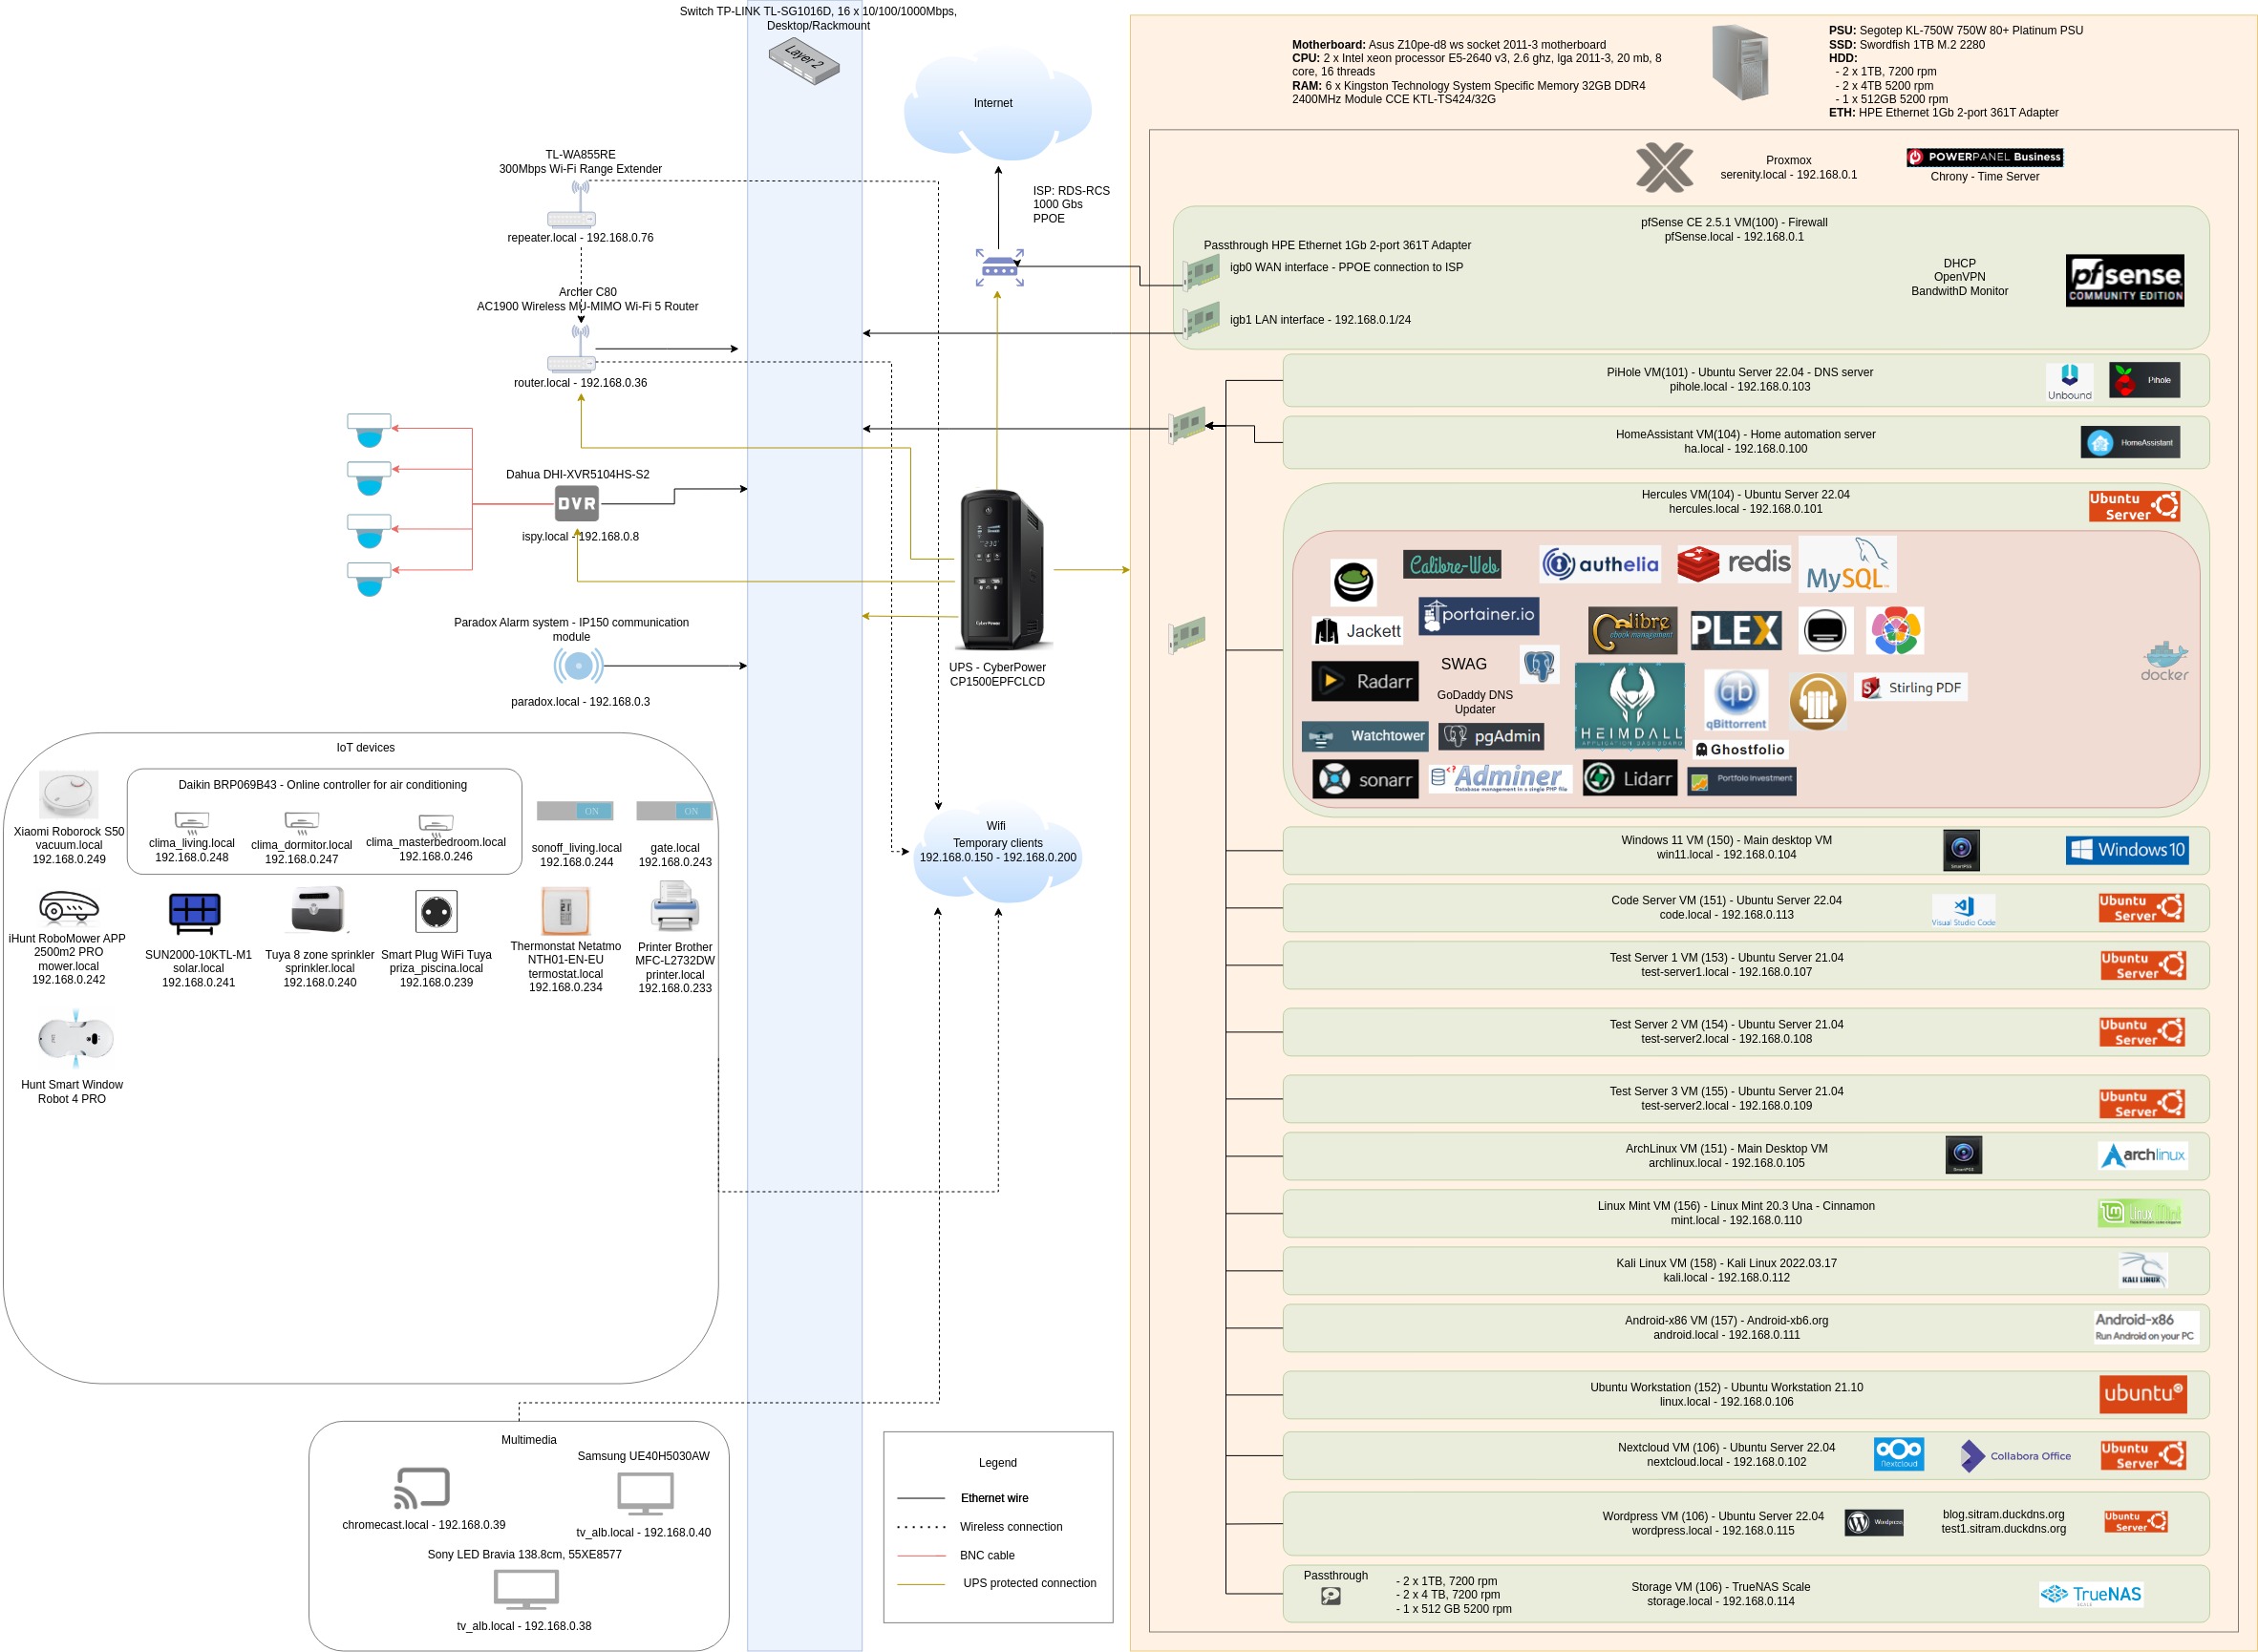 Switch TP-LINK TL-SG1016D, 16 x 10/100/1000Mbps,
Desktop/Rackmount
Layer 2
Internet
ISP: RDS-RCS
1000 Gbs
PPOE
TL-WA855RE
300Mbps Wi-Fi Range Extender
repeater.local - 192.168.0.76
Archer C80
AC1900 Wireless MU-MIMO Wi-Fi 5 Router
router.local - 192.168.0.36
Dahua DHI-XVR5104HS-S2
DVR
ispy.local - 192.168.0.8
Paradox Alarm system - IP150 communication
module
paradox.local - 192.168.0.3
CyberPower
UPS - CyberPower
CP1500EPFCLCD
IoT devices
Xiaomi Roborock S50
vacuum.local
192.168.0.249
Daikin BRP069B43 - Online controller for air conditioning
clima_living.local
192.168.0.248
clima_dormitor.local
192.168.0.247
clima_masterbedroom.local
192.168.0.246
ON
sonoff_living.local
192.168.0.244
ON
gate.local
192.168.0.243
iHunt RoboMower APP
2500m2 PRO
mower.local
192.168.0.242
SUN2000-10KTL-M1
solar.local
192.168.0.241
Tuya 8 zone sprinkler
sprinkler.local
192.168.0.240
Smart Plug WiFi Tuya
priza_piscina.local
192.168.0.239
Thermonstat Netatmo
NTH01-EN-EU
termostat.local
192.168.0.234
Printer Brother
MFC-L2732DW
printer.local
192.168.0.233
Hunt Smart Window
Robot 4 PRO
Wifi
Temporary clients
192.168.0.150 - 192.168.0.200
Multimedia
Samsung UE40H5030AW
chromecast.local - 192.168.0.39
tv_alb.local - 192.168.0.40
Sony LED Bravia 138.8cm, 55XE8577
tv_alb.local - 192.168.0.38
Legend
Ethernet wire
Wireless connection
BNC cable
UPS protected connection
Motherboard: Asus Z10pe-d8 ws socket 2011-3 motherboard
CPU: 2 x Intel xeon processor E5-2640 v3, 2.6 ghz, lga 2011-3, 20 mb, 8
core, 16 threads
RAM: 6 x Kingston Technology System Specific Memory 32GB DDR4
2400MHz Module CCE KTL-TS424/32G
PSU: Segotep KL-750W 750W 80+ Platinum PSU
SSD: Swordfish 1TB M.2 2280
HDD:
- 2 x 1TB, 7200 rpm
- 2 x 4TB 5200 rpm
- 1 x 512GB 5200 rpm
ETH: HPE Ethernet 1Gb 2-port 361T Adapter
Proxmox
serenity.local - 192.168.0.1
POWERPANEL Business
Chrony - Time Server
pfSense CE 2.5.1 VM(100) - Firewall
pfSense.local - 192.168.0.1
Passthrough HPE Ethernet 1Gb 2-port 361T Adapter
igb0 WAN interface - PPOE connection to ISP
igb1 LAN interface - 192.168.0.1/24
DHCP
OpenVPN
BandwithD Monitor
pfsense
COMMUNITY EDITION
PiHole VM(101) - Ubuntu Server 22.04 - DNS server
pihole.local - 192.168.0.103
Unbound
Pihole
HomeAssistant VM(104) - Home automation server
ha.local - 192.168.0.100
HomeAssistant
Hercules VM(104) - Ubuntu Server 22.04
hercules.local - 192.168.0.101
Ubuntu
Server
Calibre-Web
authelia
redis
MySQL
Jackett
portainer.io
Calibre
ebook management
PLEX
Radarr
SWAG
GoDaddy DNS
Updater
HEIMDALL
APPLICATION DASHBOARD
qb
qBittorrent
Stirling PDF
docker
Watchtower
pgAdmin
Ghostfolio
sonarr
Adminer
Database management in a single PHP file
Lidarr
Portfolo Investment
Windows 11 VM (150) - Main desktop VM
win11.local - 192.168.0.104
SmartPSS
Windows 10
Code Server VM (151) - Ubuntu Server 22.04
code.local - 192.168.0.113
Visual Studio Code
Ubuntu
Server
Test Server 1 VM (153) - Ubuntu Server 21.04
test-server1.local - 192.168.0.107
Ubuntu
Server
Test Server 2 VM (154) - Ubuntu Server 21.04
test-server2.local - 192.168.0.108
Ubuntu
Server
Test Server 3 VM (155) - Ubuntu Server 21.04
test-server2.local - 192.168.0.109
Ubuntu
Server
ArchLinux VM (151) - Main Desktop VM
archlinux.local - 192.168.0.105
SmartPSS
archlinux
Linux Mint VM (156) - Linux Mint 20.3 Una - Cinnamon
mint.local - 192.168.0.110
Linux Mint
Kali Linux VM (158) - Kali Linux 2022.03.17
kali.local - 192.168.0.112
KALI LINUX
Android-x86 VM (157) - Android-xb6.org
android.local - 192.168.0.111
Android-x86
Run Android on your PC
Ubuntu Workstation (152) - Ubuntu Workstation 21.10
linux.local - 192.168.0.106
ubuntu
Nextcloud VM (106) - Ubuntu Server 22.04
nextcloud.local - 192.168.0.102
Nextcloud
Collabora Office
Ubuntu
Server
Wordpress VM (106) - Ubuntu Server 22.04
wordpress.local - 192.168.0.115
Wordpress
blog.sitram.duckdns.org
test1.sitram.duckdns.org
Ubuntu
Server
Passthrough
- 2 x 1TB, 7200 rpm
- 2 x 4 TB, 7200 rpm
- 1 x 512 GB 5200 rpm
Storage VM (106) - TrueNAS Scale
storage.local - 192.168.0.114
TrueNAS
SCALE